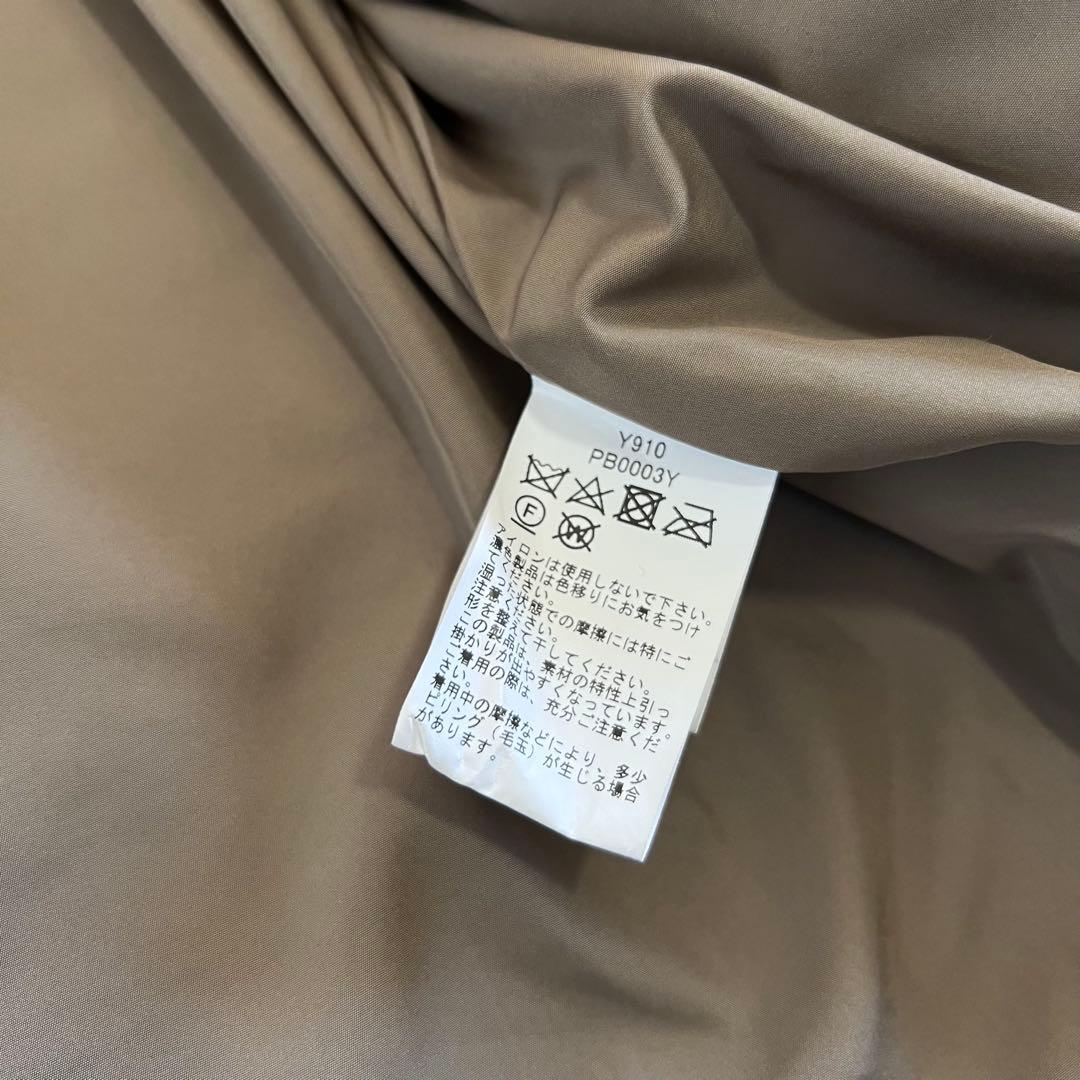 Y910
PB0003Y
F W
アイロンは使用しないで下さい。
濃色製品は色移りにお気をつけ
てください。
湿った状態での摩擦には特にご
注意ください。
形を整えて干してください。
この製品は、素材の特性上引っ
掛かりが出やすくなっています。
ご着用の際は、充分ご注意くだ
さい。
着用中の摩擦などにより、多少
ピリング（毛玉）が生じる場合
があります。